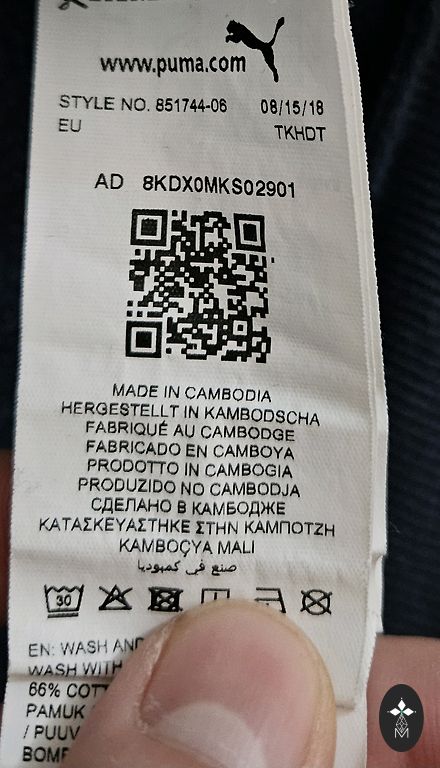 www.puma.com
STYLE NO. 851744-06 08/15/18
EU TKHDT
AD 8KDX0MKS02901
MADE IN CAMBODIA
HERGESTELLT IN KAMBODSCHA
FABRIQUÉ AU CAMBODGE
FABRICADO EN CAMBOYA
PRODOTTO IN CAMBOGIA
PRODUZIDO NO CAMBODJA
СДЕЛАНО В КАМБОДЖЕ
ΚΑΤΑΣΚΕΥΑΣΤΗΚΕ ΣΤΗΝ ΚΑΜΠΟΤΖΗ
KAMBOÇYA MALI
صنع في كمبوديا
30
EN: WASH AND
WASH WITH
66% COTT
PAMUK
/ PUUV
M